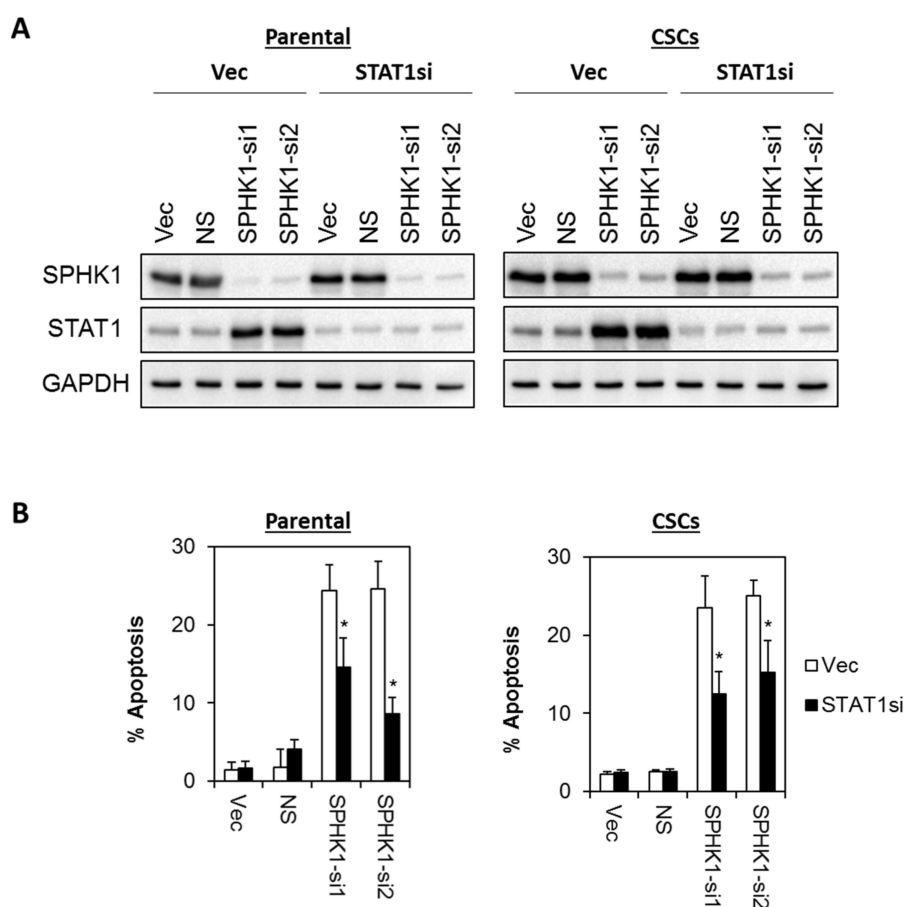 A
Parental
CSCs
Vec
STAT1si
Vec
STAT1si
Vec
NS
SPHK1-si1
SPHK1-si2
Vec
NS
SPHK1-si1
SPHK1-si2
Vec
NS
SPHK1-si1
SPHK1-si2
Vec
NS
SPHK1-si1
SPHK1-si2
SPHK1
STAT1
GAPDH
B
Parental
% Apoptosis
30
20
10
0
Vec
NS
SPHK1-si1
SPHK1-si2
*
*
CSCs
% Apoptosis
30
20
10
0
Vec
NS
SPHK1-si1
SPHK1-si2
*
*
Vec
STAT1si